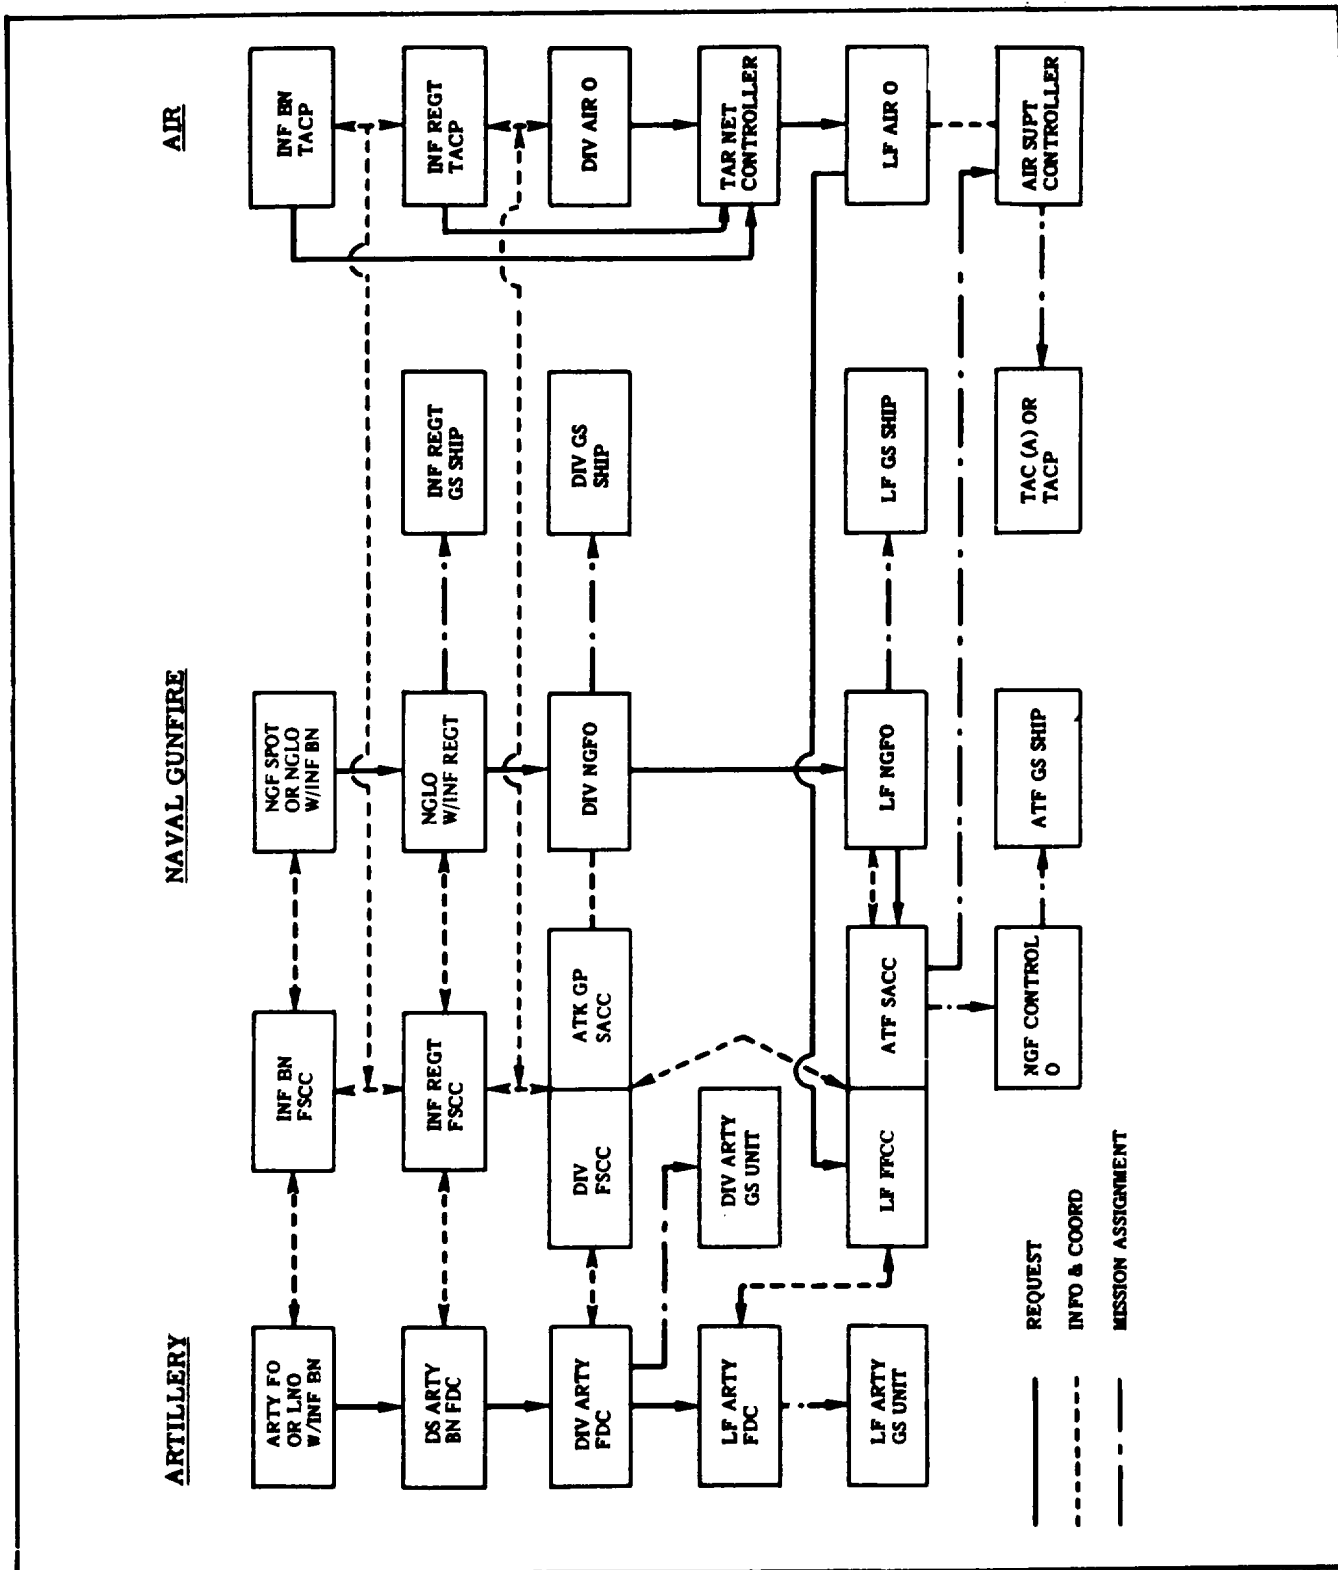 ARTILLERY
NAVAL GUNFIRE
AIR
ARTY FO
OR LNO
W/INF BN
INF BN
FSCC
NGF SPOT
OR NGLO
W/INF BN
INF BN
TACP
DS ARTY
BN FDC
INF REGT
FSCC
NGLO
W/INF REGT
INF REGT
GS SHIP
INF REGT
TACP
DIV ARTY
FDC
DIV
FSCC
ATK GP
SACC
DIV NGFO
DIV GS
SHIP
DIV AIR O
LF ARTY
FDC
DIV ARTY
GS UNIT
TAR NET
CONTROLLER
LF ARTY
GS UNIT
LF FFCC
ATF SACC
LF NGFO
LF GS SHIP
LF AIR O
NGF CONTROL
O
ATF GS SHIP
TAC (A) OR
TACP
AIR SUPT
CONTROLLER
REQUEST
INFO & COORD
MISSION ASSIGNMENT